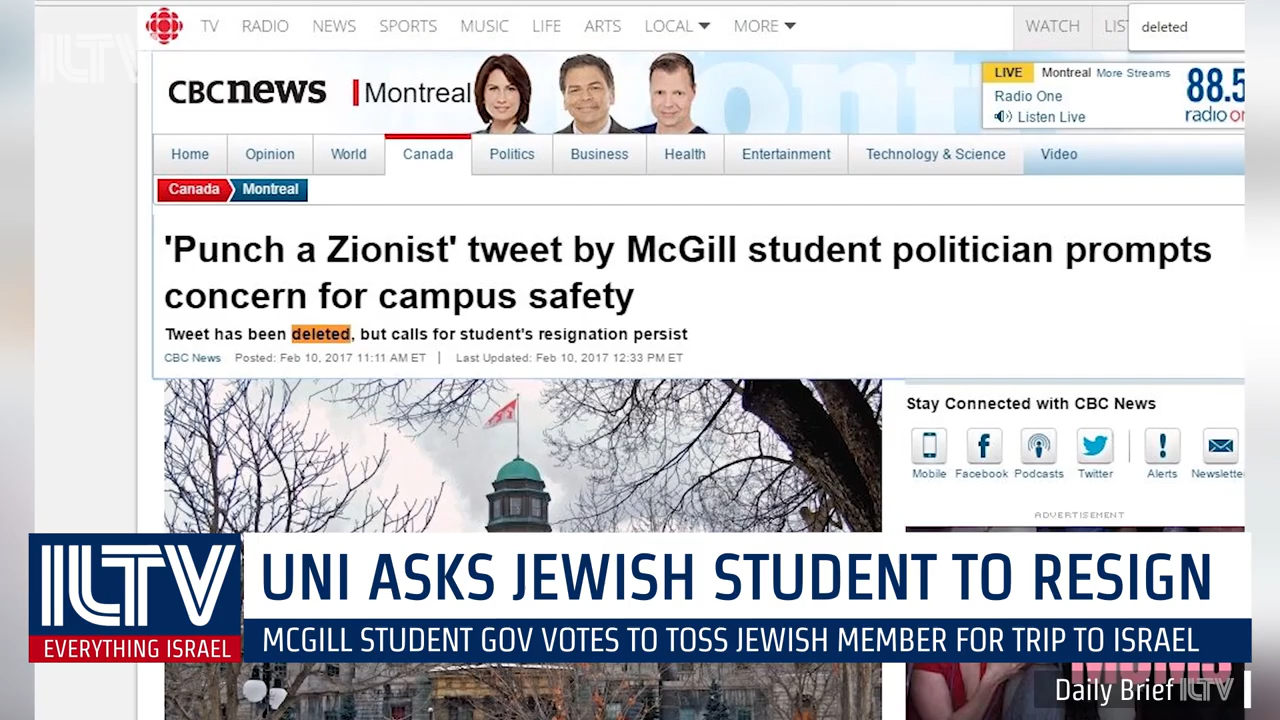 ILTV
TV RADIO NEWS SPORTS MUSIC LIFE ARTS LOCAL MORE WATCH deleted
CBCnews Montreal
LIVE Montreal More Streams
Radio One
Listen Live
88.5
Home Opinion World Canada Politics Business Health Entertainment Technology & Science Video
Canada Montreal
'Punch a Zionist' tweet by McGill student politician prompts
concern for campus safety
Tweet has been deleted, but calls for student's resignation persist
CBC News Posted: Feb 10, 2017 11:11 AM ET | Last Updated: Feb 10, 2017 12:33 PM ET
Stay Connected with CBC News
Mobile Facebook Podcasts Twitter Alerts Newsletter
ADVERTISEMENT
ILTV
EVERYTHING ISRAEL
UNI ASKS JEWISH STUDENT TO RESIGN
MCGILL STUDENT GOV VOTES TO TOSS JEWISH MEMBER FOR TRIP TO ISRAEL
Daily Brief ILTV